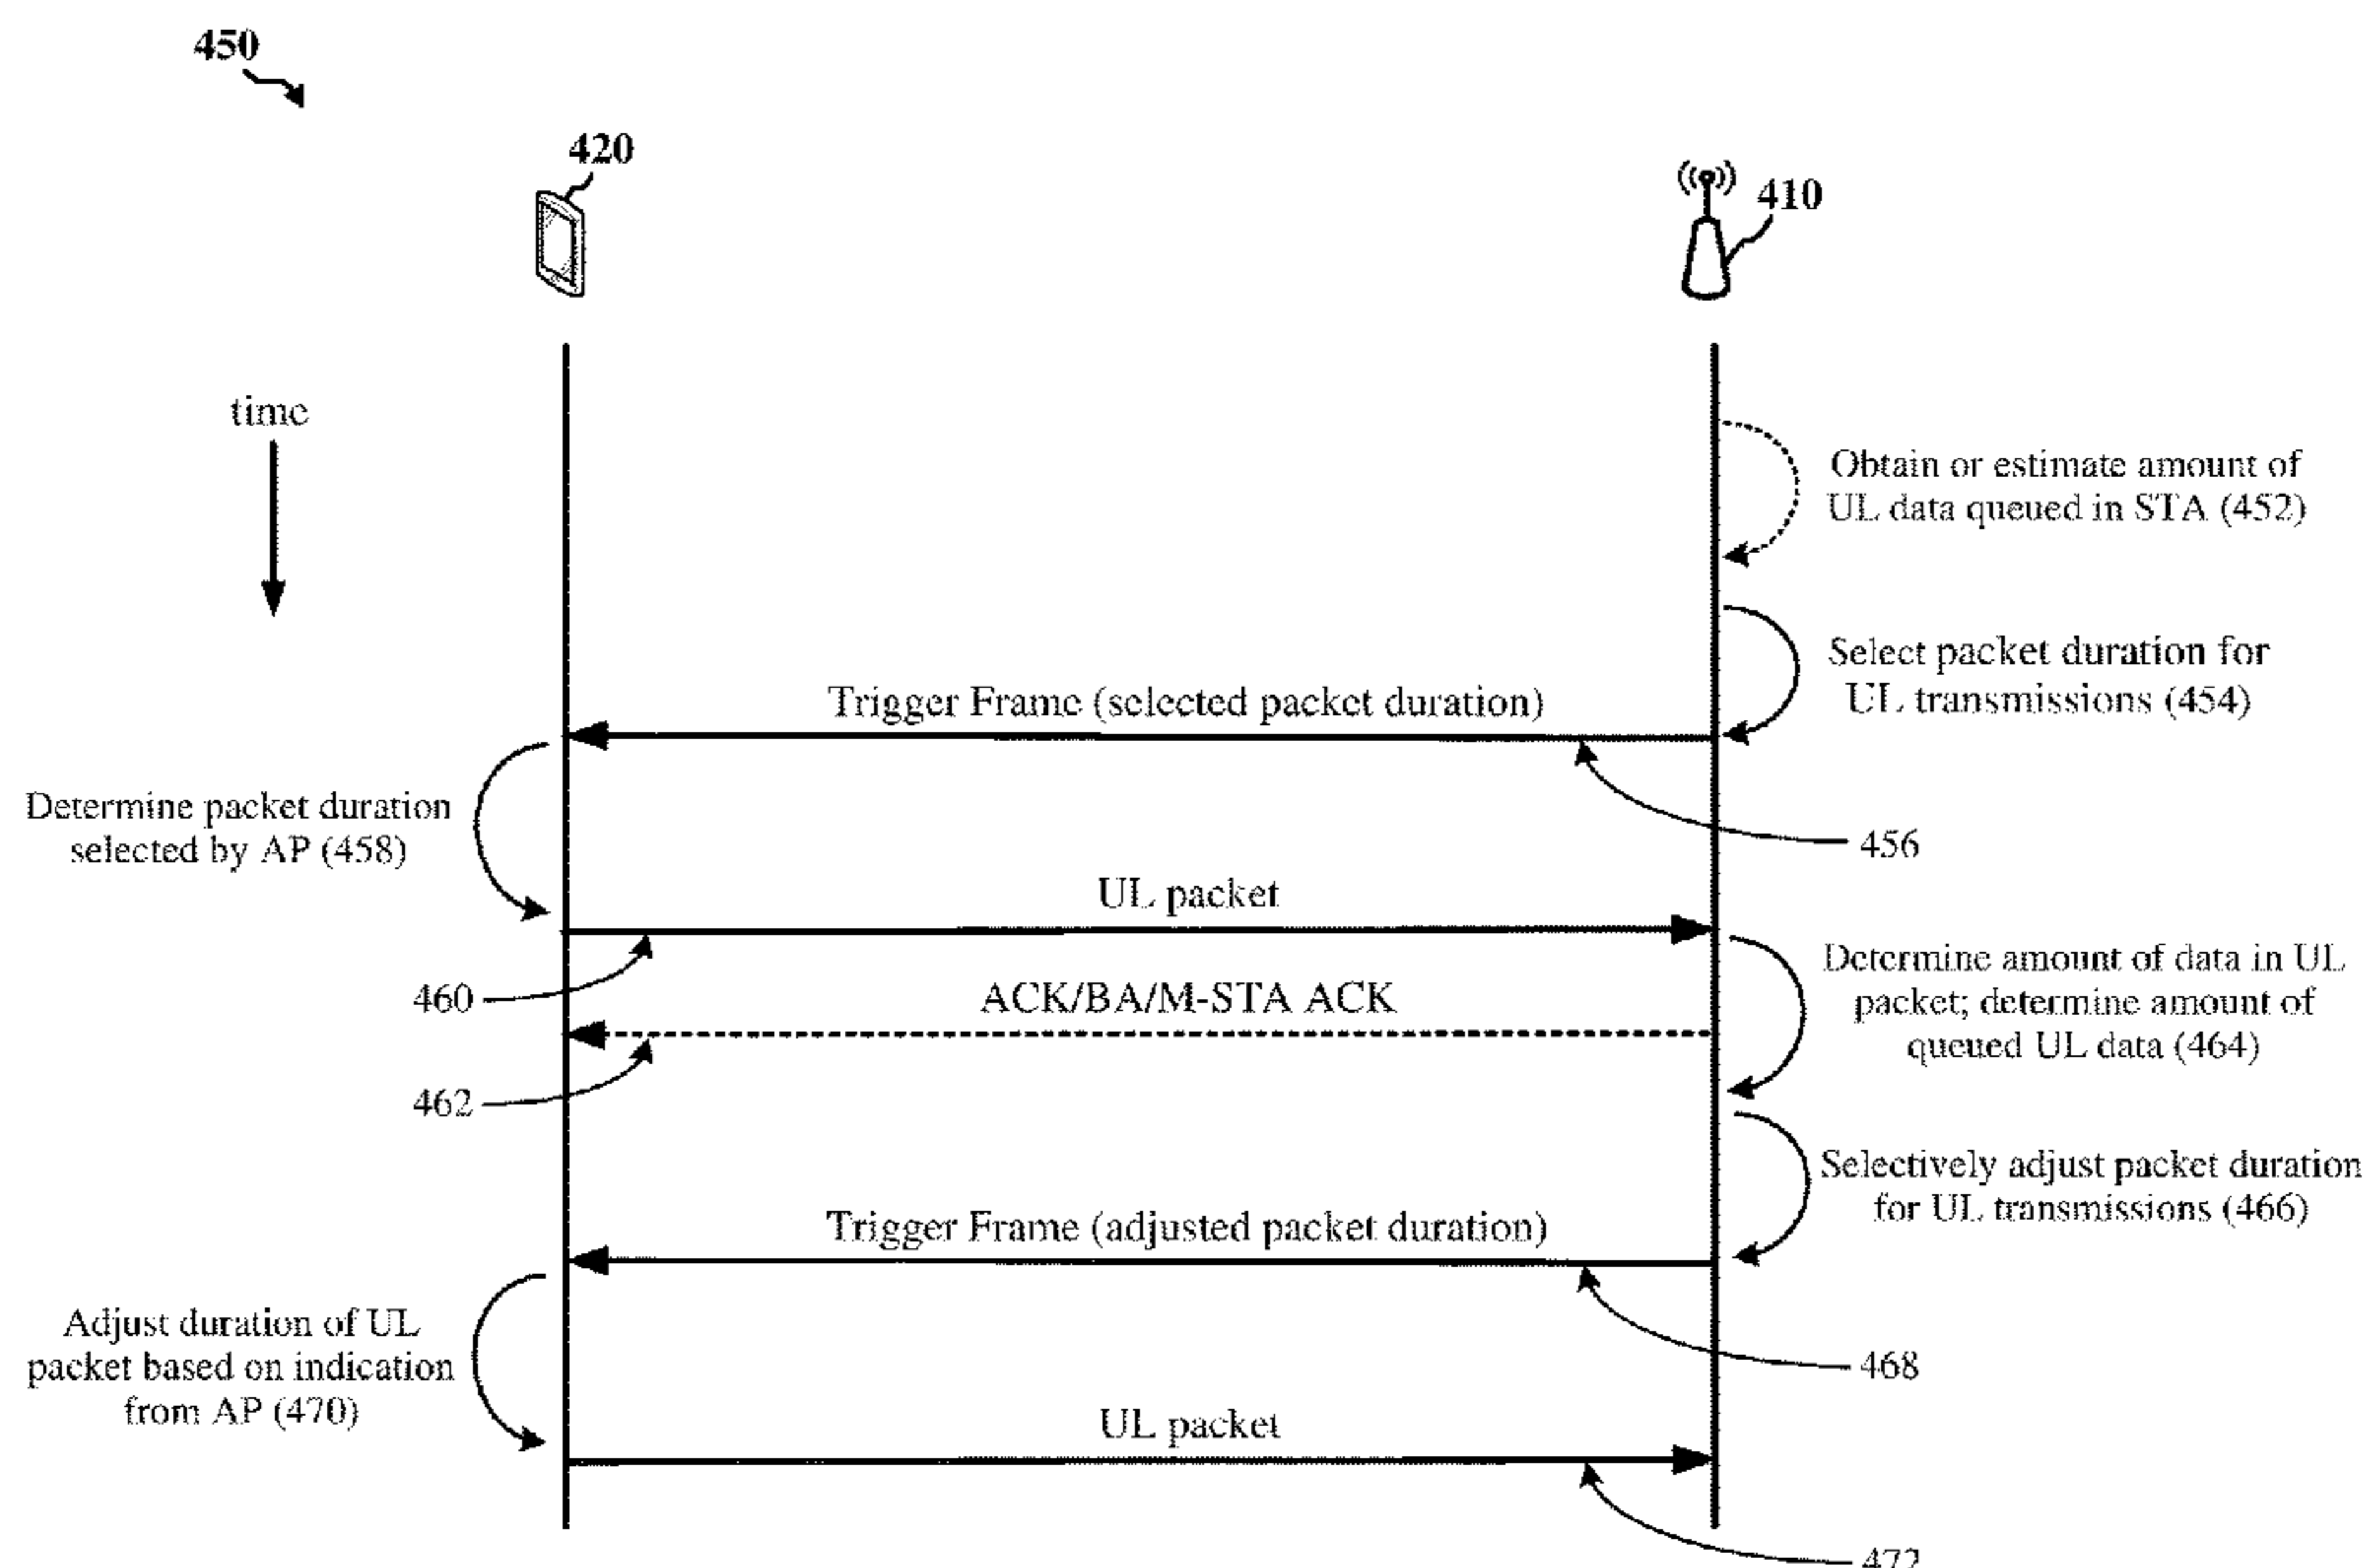 450
420
410
time
Obtain or estimate amount of
UL data queued in STA (452)
Select packet duration for
UL transmissions (454)
Trigger Frame (selected packet duration)
Determine packet duration
selected by AP (458)
456
UL packet
460
Determine amount of data in UL
packet; determine amount of
queued UL data (464)
ACK/BA/M-STA ACK
462
Selectively adjust packet duration
for UL transmissions (466)
Trigger Frame (adjusted packet duration)
Adjust duration of UL
packet based on indication
from AP (470)
468
UL packet
472